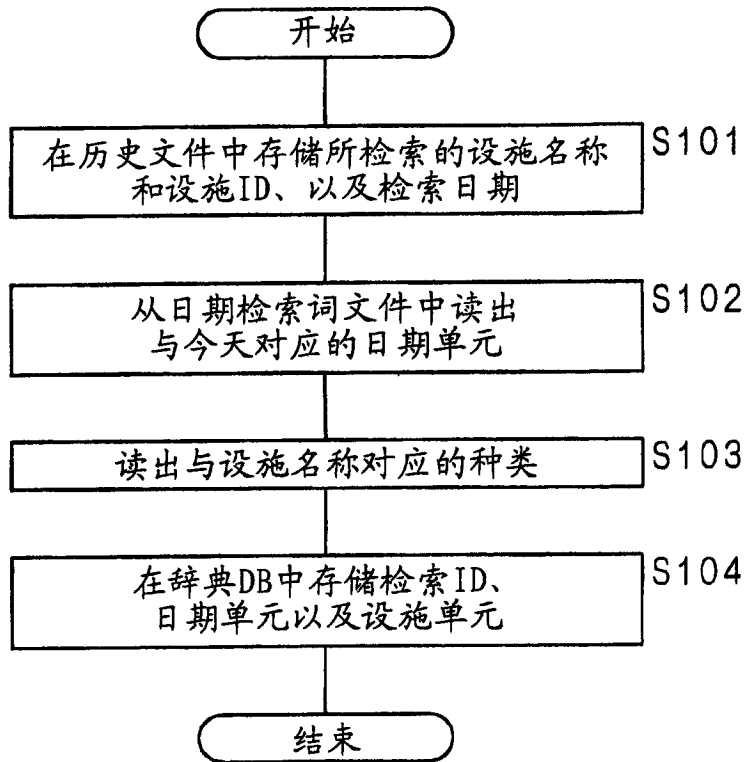 开始
在历史文件中存储所检索的设施名称
和设施ID、以及检索日期
S101
从日期检索词文件中读出
与今天对应的日期单元
S102
读出与设施名称对应的种类
S103
在辞典DB中存储检索ID、
日期单元以及设施单元
S104
结束